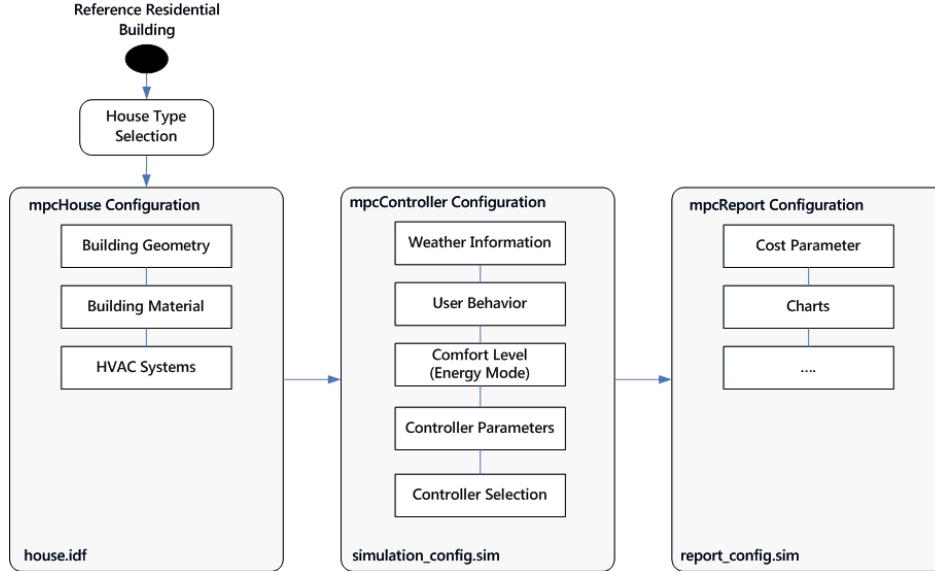 Reference Residential
Building
House Type
Selection
mpcHouse Configuration
Building Geometry
Building Material
HVAC Systems
house.idf
mpcController Configuration
Weather Information
User Behavior
Comfort Level
(Energy Mode)
Controller Parameters
Controller Selection
simulation_config.sim
mpcReport Configuration
Cost Parameter
Charts
....
report_config.sim